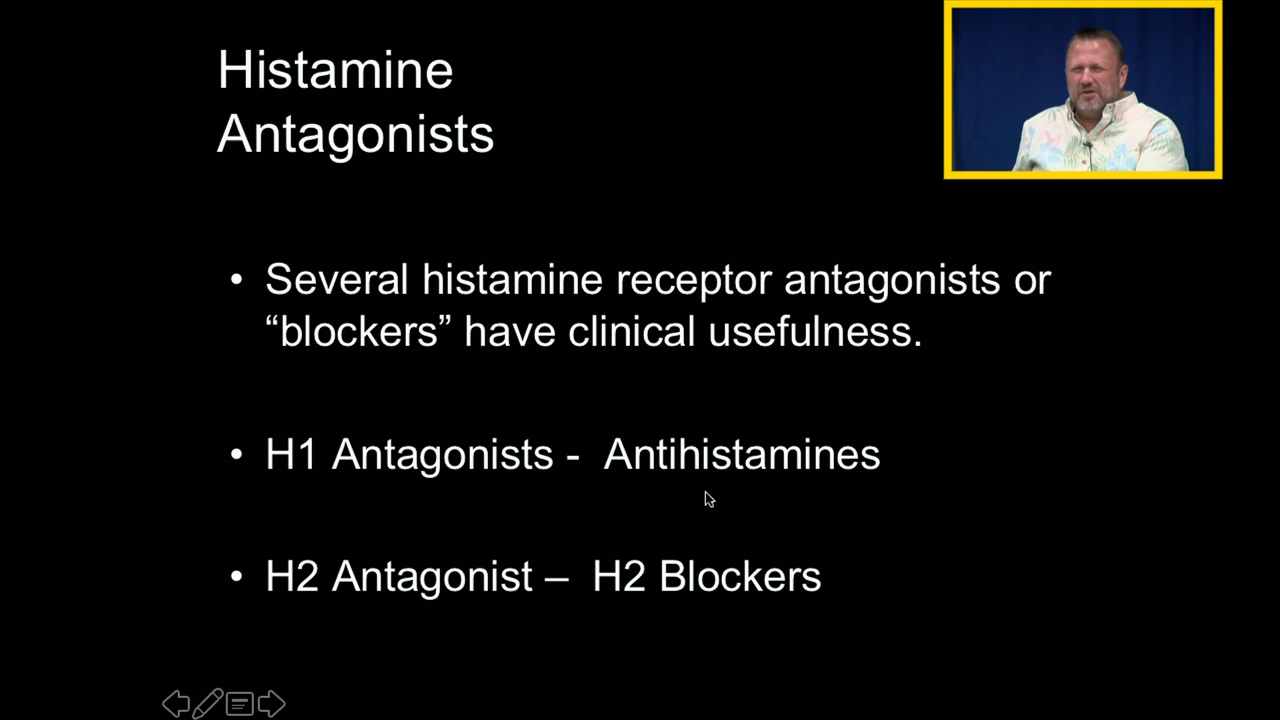 Histamine
Antagonists
• Several histamine receptor antagonists or
“blockers” have clinical usefulness.
• H1 Antagonists - Antihistamines
• H2 Antagonist – H2 Blockers